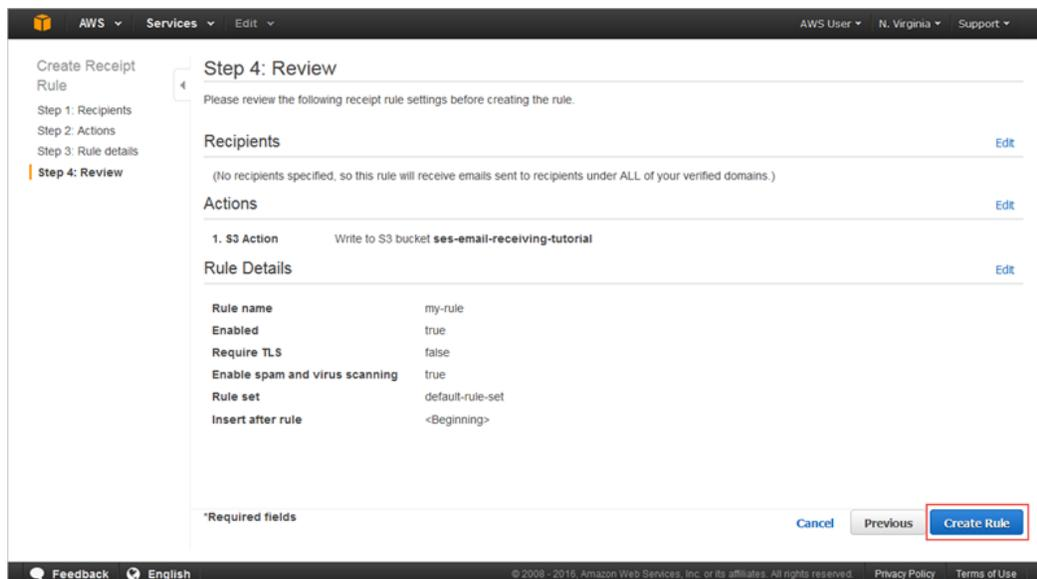 AWS Services Edit AWS User N. Virginia Support
Create Receipt
Rule
Step 1: Recipients
Step 2: Actions
Step 3: Rule details
Step 4: Review
Step 4: Review
Please review the following receipt rule settings before creating the rule.
Recipients Edit
(No recipients specified, so this rule will receive emails sent to recipients under ALL of your verified domains.)
Actions Edit
1. S3 Action Write to S3 bucket ses-email-receiving-tutorial
Rule Details Edit
Rule name my-rule
Enabled true
Require TLS false
Enable spam and virus scanning true
Rule set default-rule-set
Insert after rule <Beginning>
*Required fields Cancel Previous Create Rule
Feedback English © 2008 - 2016, Amazon Web Services, Inc. or its affiliates. All rights reserved. Privacy Policy Terms of Use